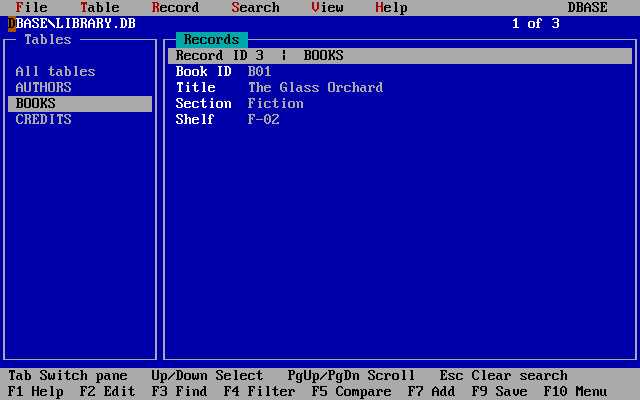 File Table Record Search View Help DBASE
DBASE\LIBRARY.DB 1 of 3
Tables
All tables
AUTHORS
BOOKS
CREDITS
Records
Record ID 3 ¦ BOOKS
Book ID B01
Title The Glass Orchard
Section Fiction
Shelf F-02
Tab Switch pane Up/Down Select PgUp/PgDn Scroll Esc Clear search
F1 Help F2 Edit F3 Find F4 Filter F5 Compare F7 Add F9 Save F10 Menu